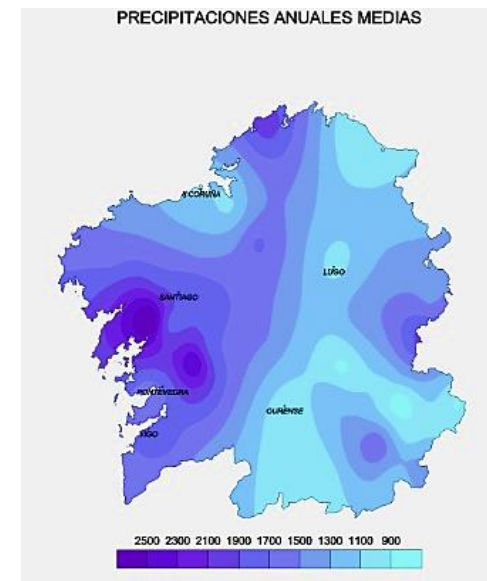 PRECIPITACIONES ANUALES MEDIAS
A CORUÑA
LUGO
SANTIAGO
PONTEVEDRA
OURENSE
VIGO
2500 2300 2100 1900 1700 1500 1300 1100 900